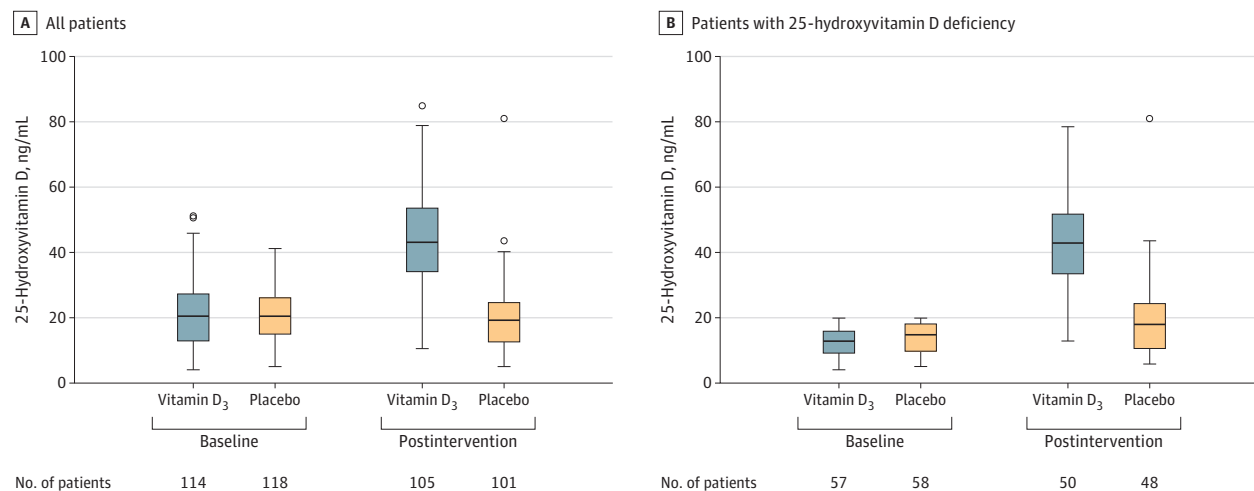 A All patients
100
80
60
40
20
0
25-Hydroxyvitamin D, ng/mL
Vitamin D₃ Placebo Vitamin D₃ Placebo
Baseline Postintervention
No. of patients 114 118 105 101
B Patients with 25-hydroxyvitamin D deficiency
100
80
60
40
20
0
25-Hydroxyvitamin D, ng/mL
Vitamin D₃ Placebo Vitamin D₃ Placebo
Baseline Postintervention
No. of patients 57 58 50 48